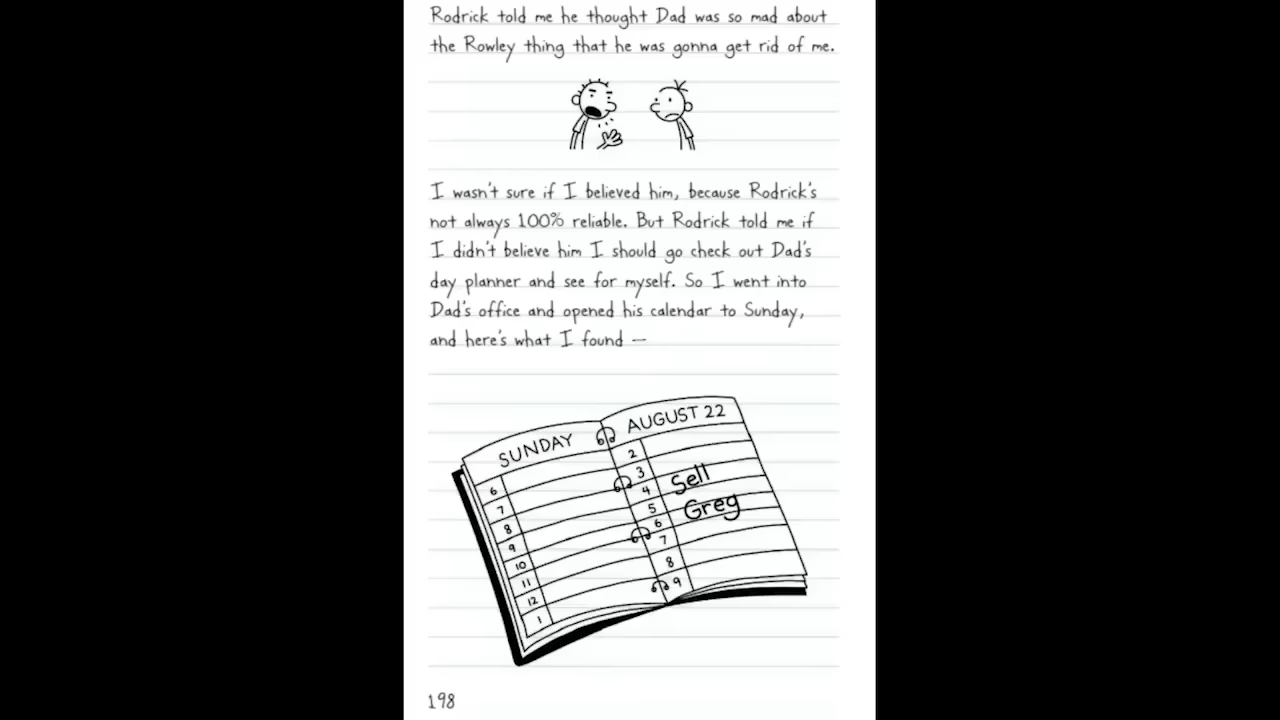 Rodrick told me he thought Dad was so mad about
the Rowley thing that he was gonna get rid of me.
I wasn't sure if I believed him, because Rodrick's
not always 100% reliable. But Rodrick told me if
I didn't believe him I should go check out Dad's
day planner and see for myself. So I went into
Dad's office and opened his calendar to Sunday,
and here's what I found —
SUNDAY
6
7
8
9
10
11
12
1
AUGUST 22
2
3
4
5
6
7
8
9
Sell
Greg
198